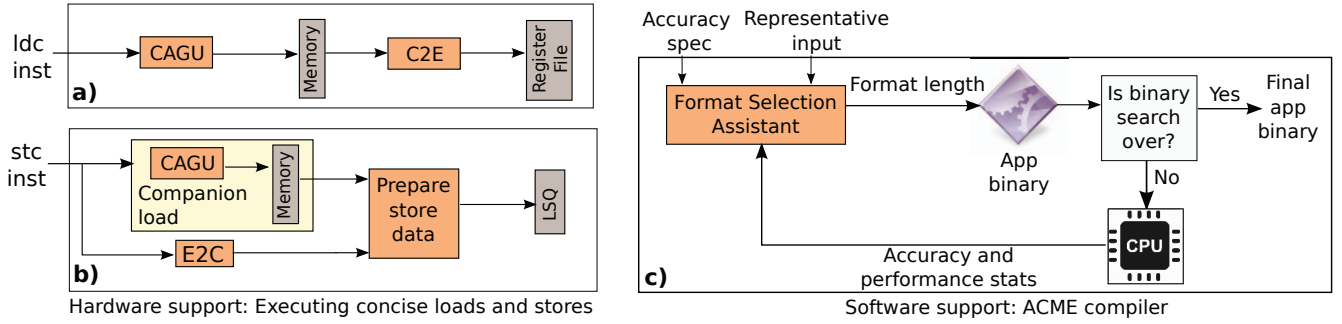 ldc
inst
CAGU
Memory
C2E
Register
File
a)
stc
inst
CAGU
Memory
Companion
load
E2C
Prepare
store
data
LSQ
b)
Hardware support: Executing concise loads and stores
Accuracy
spec
Representative
input
Format Selection
Assistant
Format length
App
binary
Is binary
search
over?
Yes
Final
app
binary
No
CPU
Accuracy and
performance stats
c)
Software support: ACME compiler